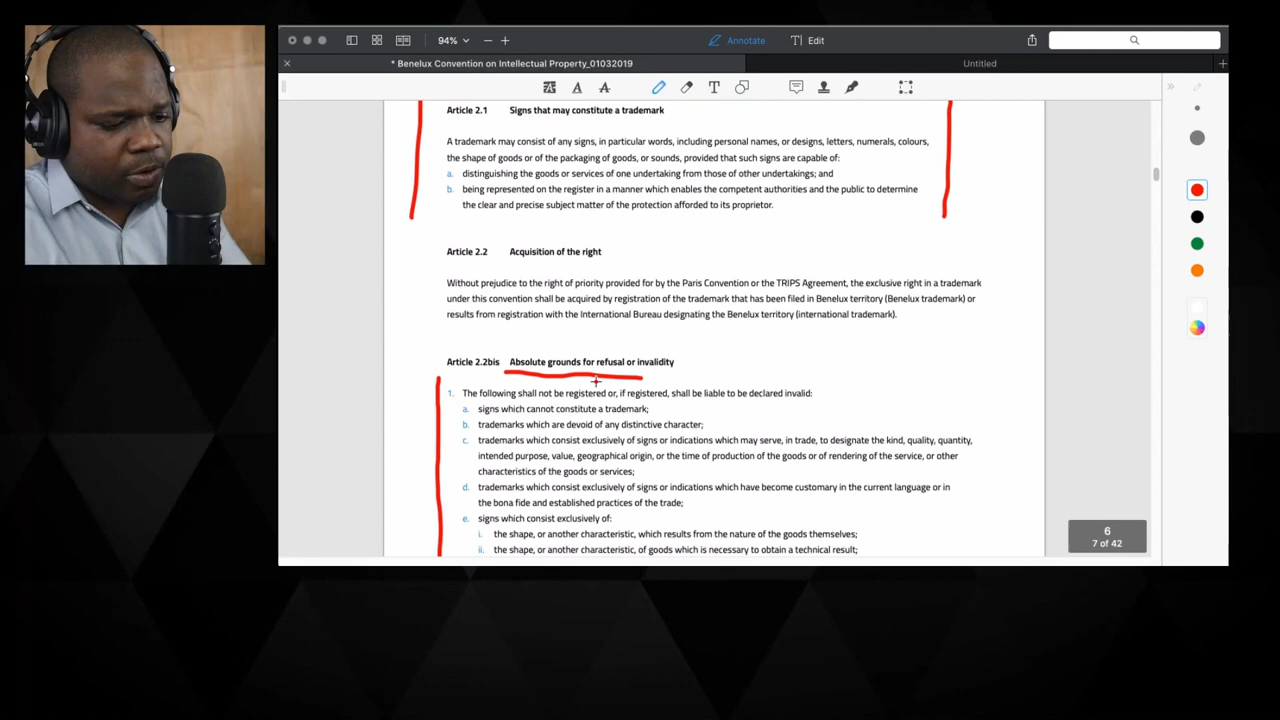 94%
Annotate
Edit
* Benelux Convention on Intellectual Property_01032019
Untitled
Article 2.1 Signs that may constitute a trademark
A trademark may consist of any signs, in particular words, including personal names, or designs, letters, numerals, colours,
the shape of goods or of the packaging of goods, or sounds, provided that such signs are capable of:
a. distinguishing the goods or services of one undertaking from those of other undertakings; and
b. being represented on the register in a manner which enables the competent authorities and the public to determine
the clear and precise subject matter of the protection afforded to its proprietor.
Article 2.2 Acquisition of the right
Without prejudice to the right of priority provided for by the Paris Convention or the TRIPS Agreement, the exclusive right in a trademark
under this convention shall be acquired by registration of the trademark that has been filed in Benelux territory (Benelux trademark) or
results from registration with the International Bureau designating the Benelux territory (international trademark).
Article 2.2bis Absolute grounds for refusal or invalidity
1. The following shall not be registered or, if registered, shall be liable to be declared invalid:
a. signs which cannot constitute a trademark;
b. trademarks which are devoid of any distinctive character;
c. trademarks which consist exclusively of signs or indications which may serve, in trade, to designate the kind, quality, quantity,
intended purpose, value, geographical origin, or the time of production of the goods or of rendering of the service, or other
characteristics of the goods or services;
d. trademarks which consist exclusively of signs or indications which have become customary in the current language or in
the bona fide and established practices of the trade;
e. signs which consist exclusively of:
i. the shape, or another characteristic, which results from the nature of the goods themselves;
ii. the shape, or another characteristic, of goods which is necessary to obtain a technical result;
6
7 of 42